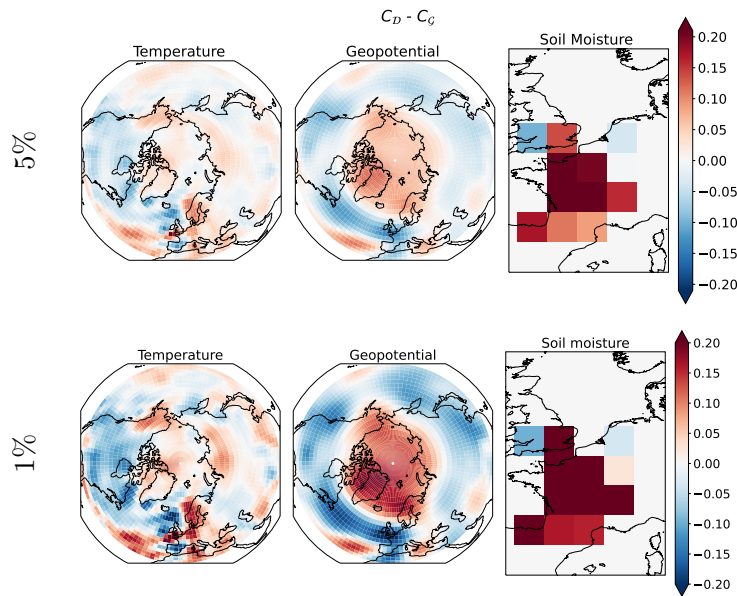 C_D - C_G
Temperature
Geopotential
Soil Moisture
5%
0.20
0.15
0.10
0.05
0.00
−0.05
−0.10
−0.15
−0.20
Temperature
Geopotential
Soil moisture
1%
0.20
0.15
0.10
0.05
0.00
−0.05
−0.10
−0.15
−0.20